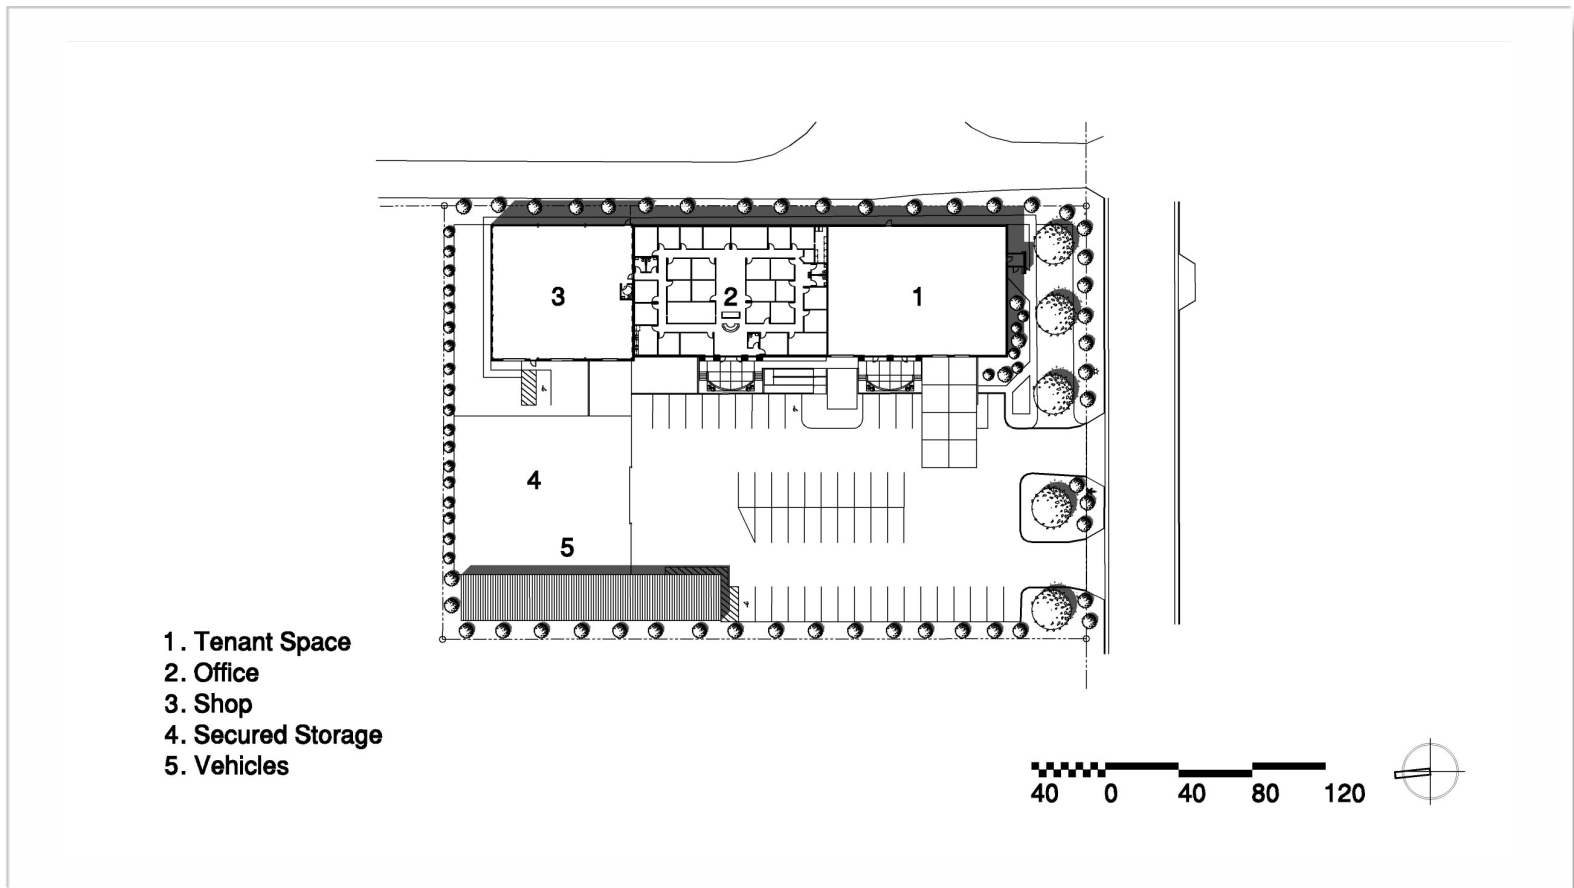 3
2
1
4
5
1. Tenant Space
2. Office
3. Shop
4. Secured Storage
5. Vehicles
40 0 40 80 120